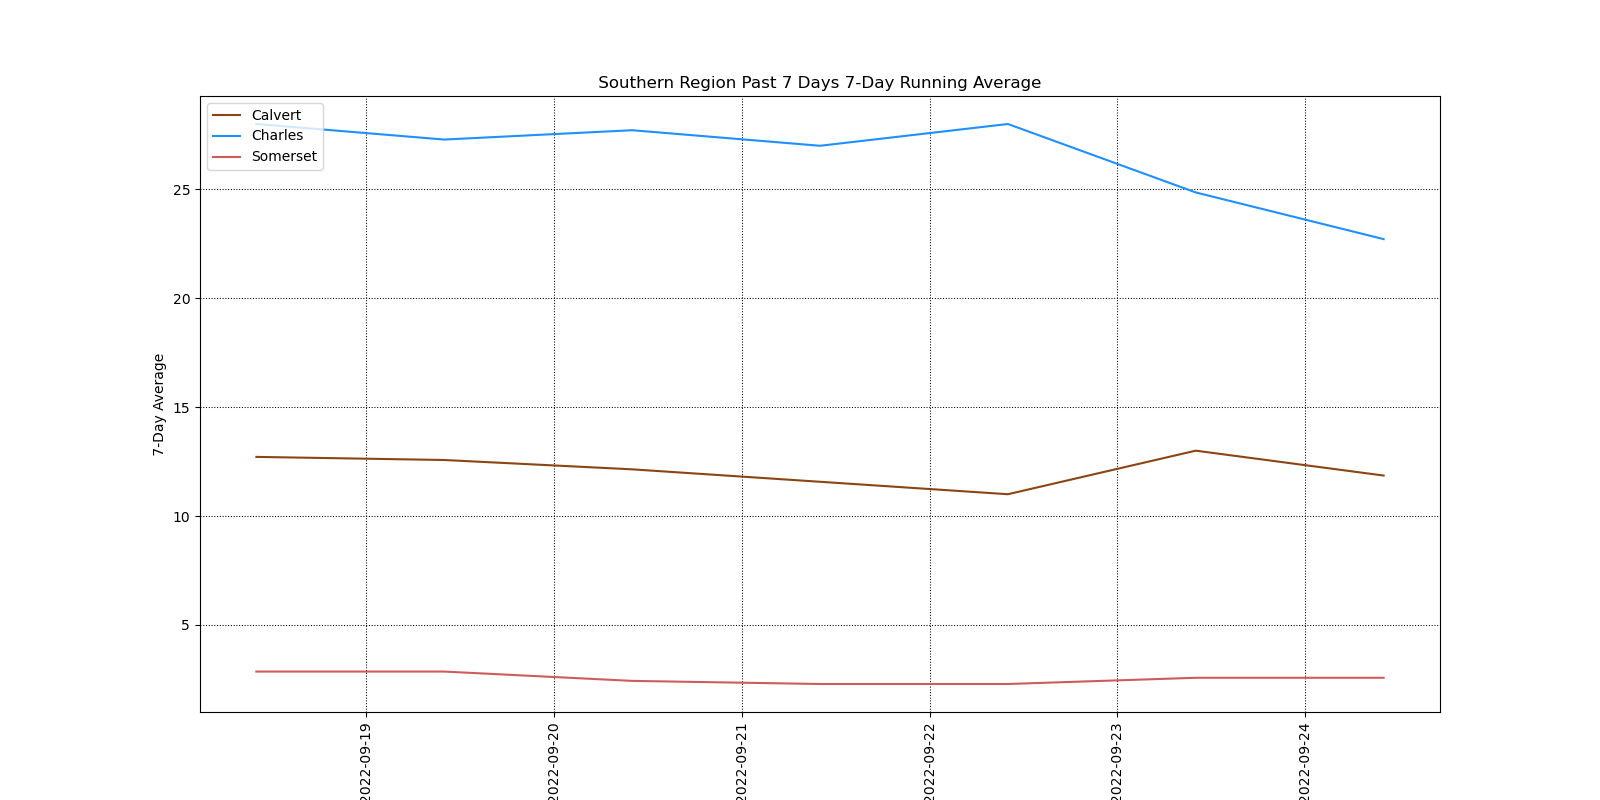 Southern Region Past 7 Days 7-Day Running Average
Calvert
Charles
Somerset
25
20
15
10
5
7-Day Average
2022-09-19
2022-09-20
2022-09-21
2022-09-22
2022-09-23
2022-09-24